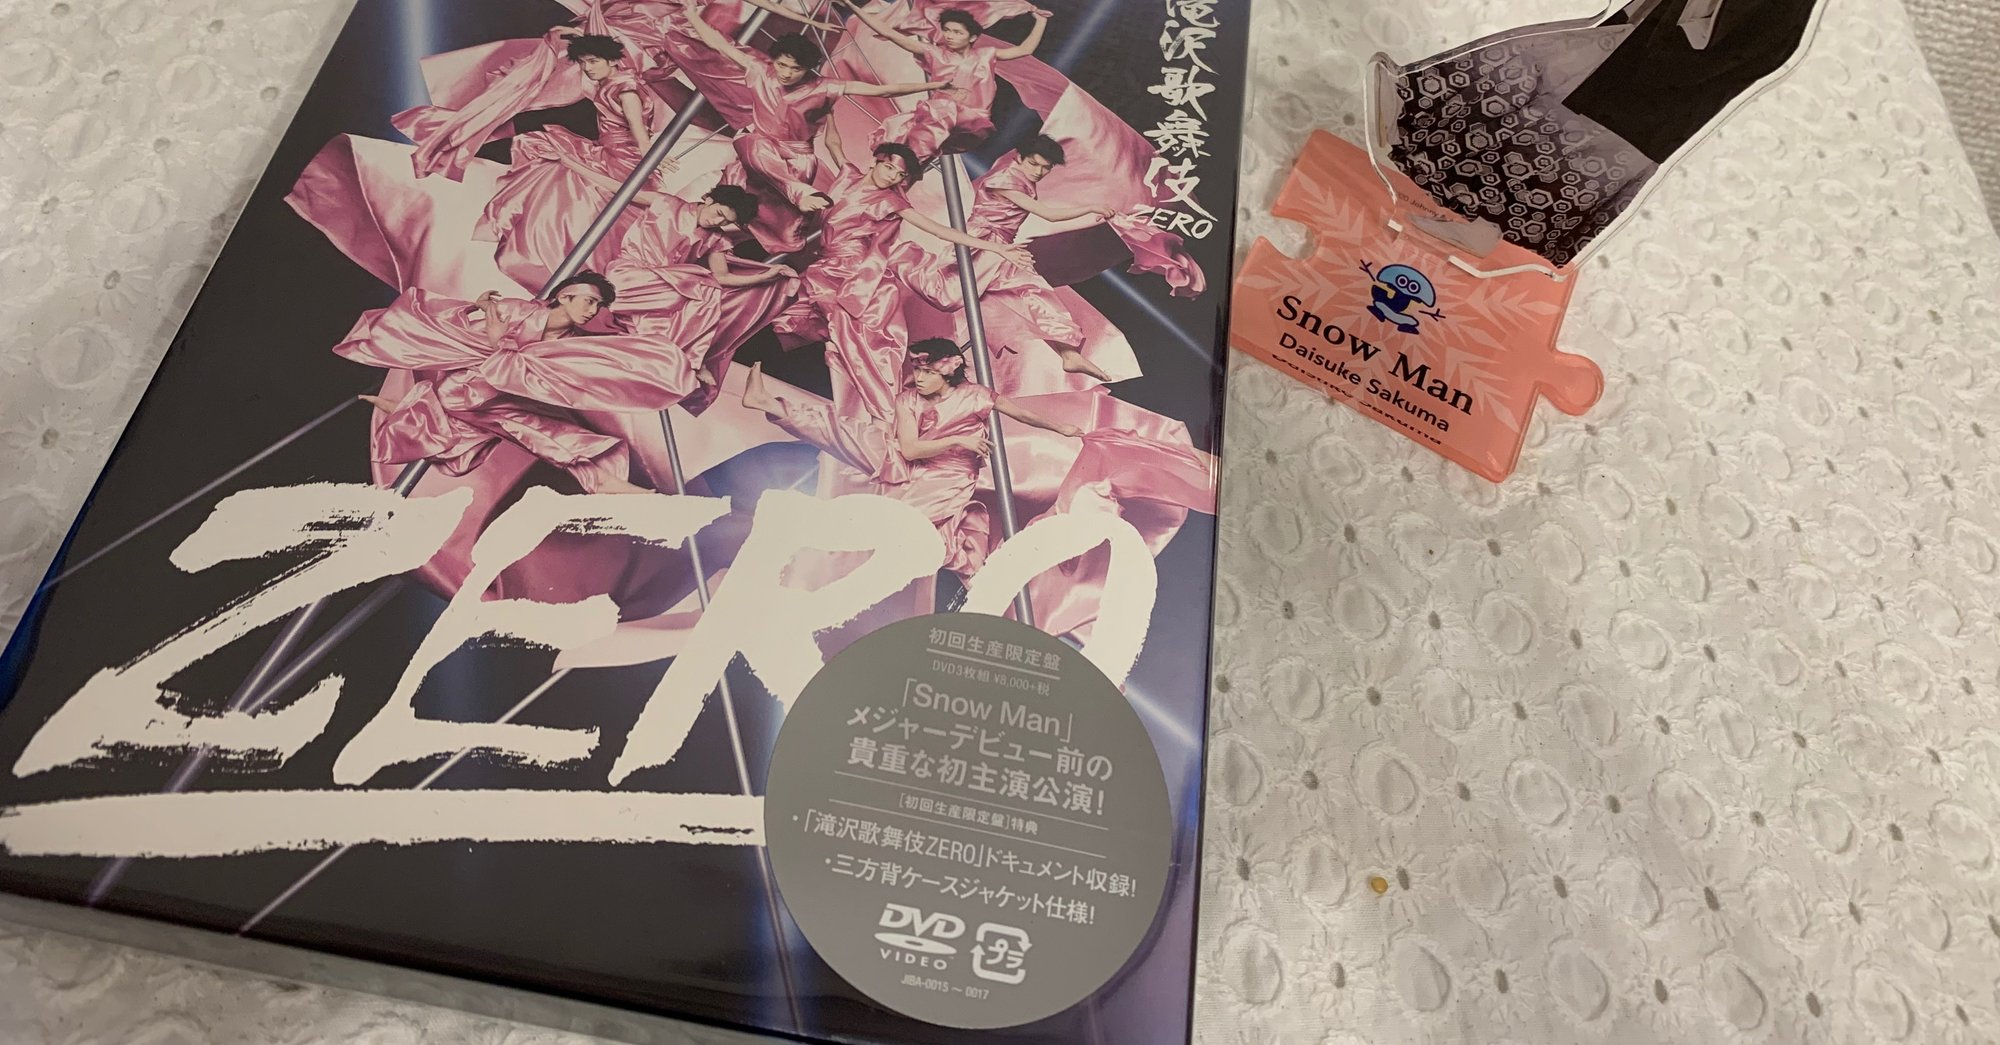 滝沢歌舞伎
ZERO
ZERO
初回生産限定盤
DVD3枚組 ¥8,000+税
「Snow Man」
メジャーデビュー前の
貴重な初主演公演!
[初回生産限定盤]特典
・「滝沢歌舞伎ZERO」ドキュメント収録!
・三方背ケースジャケット仕様!
DVD
VIDEO
プラ
JIBA-0015～0017
Snow Man
Daisuke Sakuma